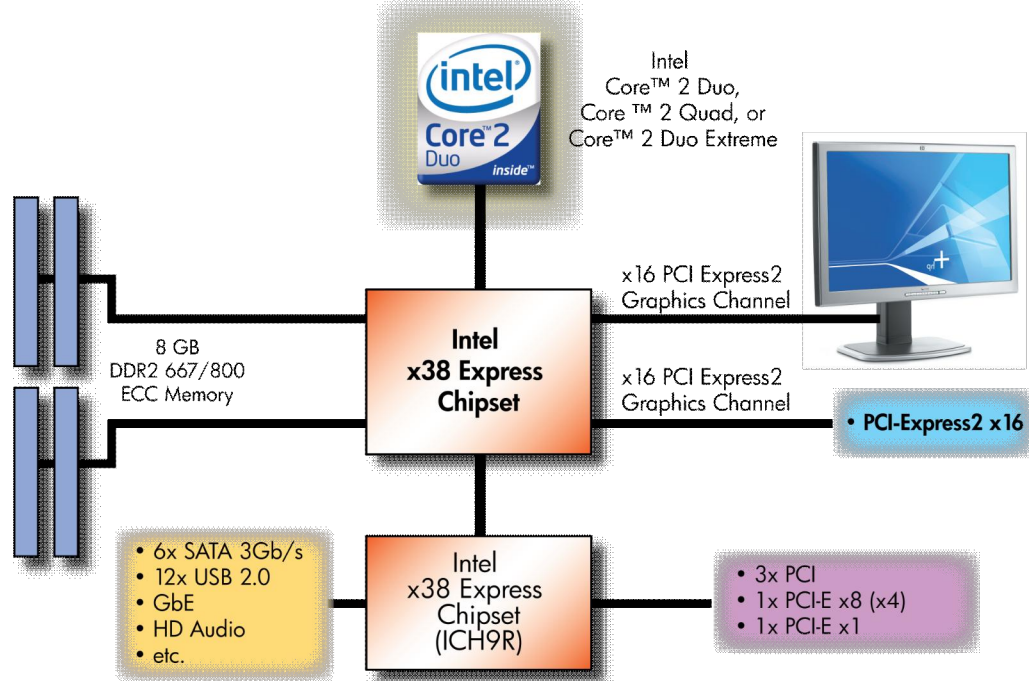 intel
Core™2
Duo
inside™
Intel
Core™ 2 Duo,
Core ™ 2 Quad, or
Core™ 2 Duo Extreme
x16 PCI Express2
Graphics Channel
8 GB
DDR2 667/800
ECC Memory
Intel
x38 Express
Chipset
x16 PCI Express2
Graphics Channel
• PCI-Express2 x16
• 6x SATA 3Gb/s
• 12x USB 2.0
• GbE
• HD Audio
• etc.
Intel
x38 Express
Chipset
(ICH9R)
• 3x PCI
• 1x PCI-E x8 (x4)
• 1x PCI-E x1